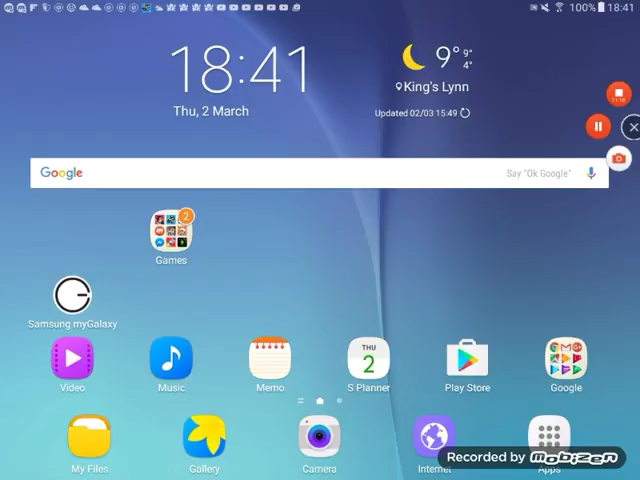 100% 18:41
18:41
Thu, 2 March
9° 9°
4°
King's Lynn
Updated 02/03 15:49
Google Say "Ok Google"
2
Games
Samsung myGalaxy
THU
2
Video Music Memo S Planner Play Store Google
My Files Gallery Camera Internet Apps
Recorded by mobizen